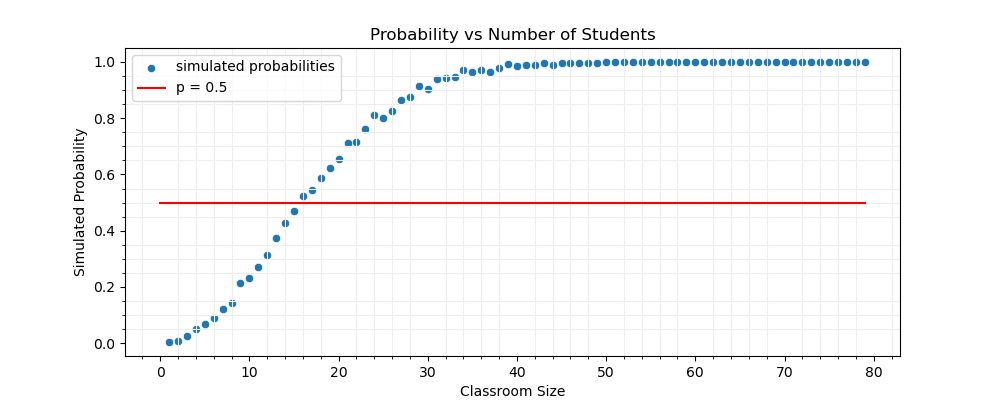 Probability vs Number of Students
simulated probabilities
p = 0.5
Simulated Probability
1.0
0.8
0.6
0.4
0.2
0.0
0 10 20 30 40 50 60 70 80
Classroom Size